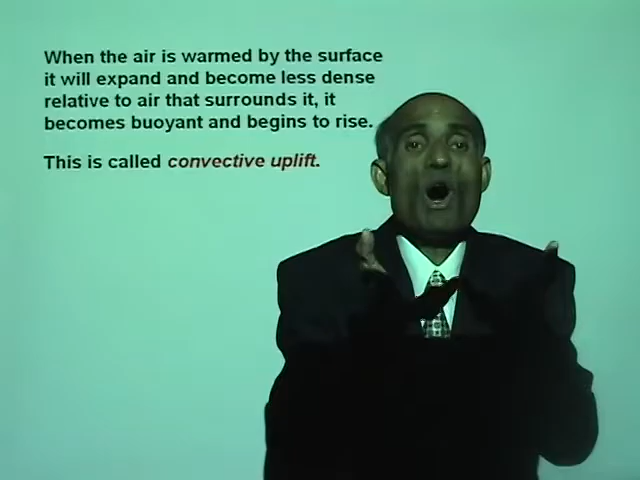 When the air is warmed by the surface
it will expand and become less dense
relative to air that surrounds it, it
becomes buoyant and begins to rise.
This is called convective uplift.